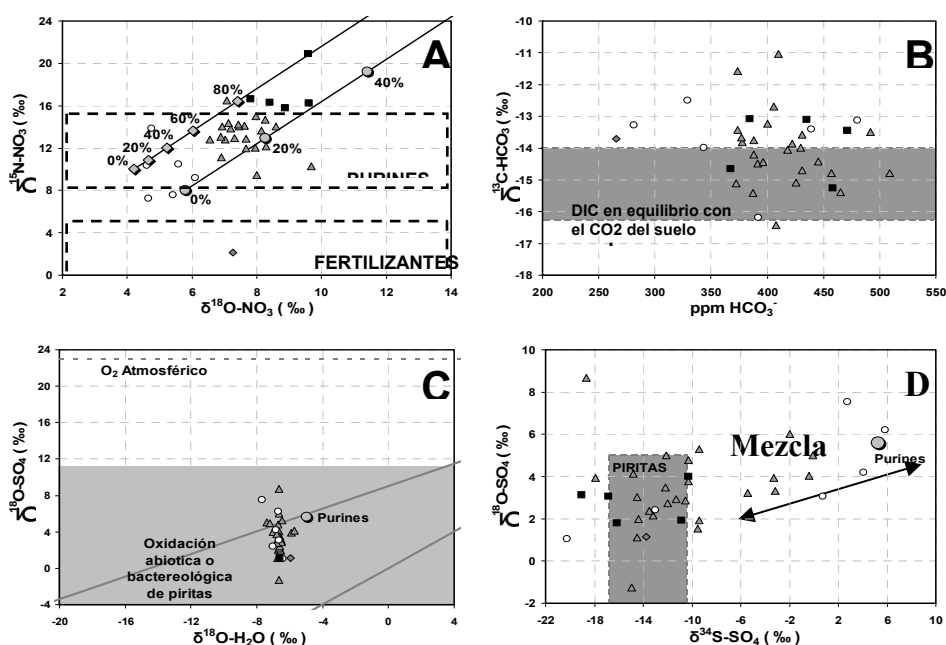 A
15N-NO3 (‰)
24
20
16
12
8
4
0
80%
60%
40%
20%
0%
40%
20%
0%
PURINES
FERTILIZANTES
2 4 6 8 10 12 14
δ18O-NO3 ( ‰)
B
13C-HCO3 (‰)
-10
-11
-12
-13
-14
-15
-16
-17
-18
DIC en equilibrio con
el CO2 del suelo
200 250 300 350 400 450 500 550
ppm HCO3-
C
18O-SO4 ( ‰)
24
20
16
12
8
4
0
-4
O2 Atmosférico
Purines
Oxidación
abiotica o
bactereológica
de piritas
-20 -16 -12 -8 -4 0 4
δ18O-H2O ( ‰)
D
18O-SO4 ( ‰)
10
8
6
4
2
0
-2
Mezcla
PIRITAS
Purines
-22 -18 -14 -10 -6 -2 2 6 10
δ34S-SO4 ( ‰)